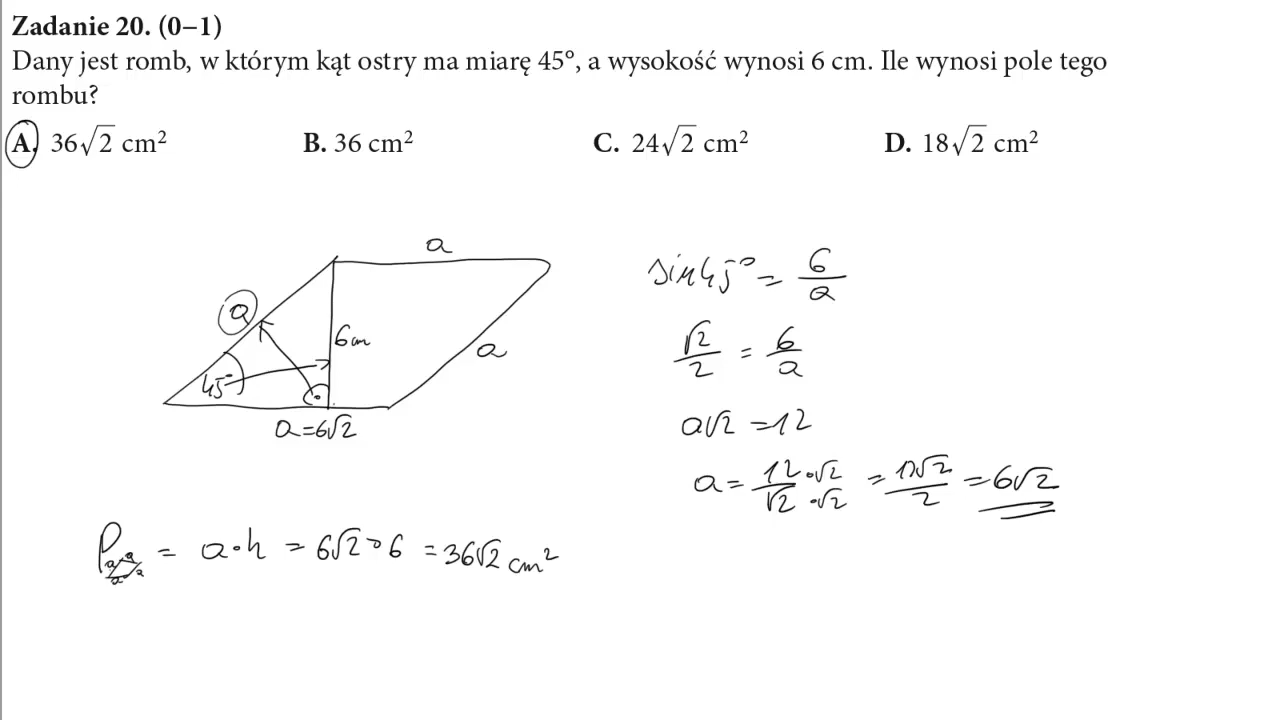 Zadanie 20. (0–1)
Dany jest romb, w którym kąt ostry ma miarę 45°, a wysokość wynosi 6 cm. Ile wynosi pole tego
rombu?
A. 36√2 cm² B. 36 cm² C. 24√2 cm² D. 18√2 cm²
a
a
6cm
a
45°
a=6√2
sin45° = 6/a
√2/2 = 6/a
a√2 = 12
a = 12·√2/√2·√2 = 12√2/2 = 6√2
P = a·h = 6√2·6 = 36√2 cm²
a
a
a
a